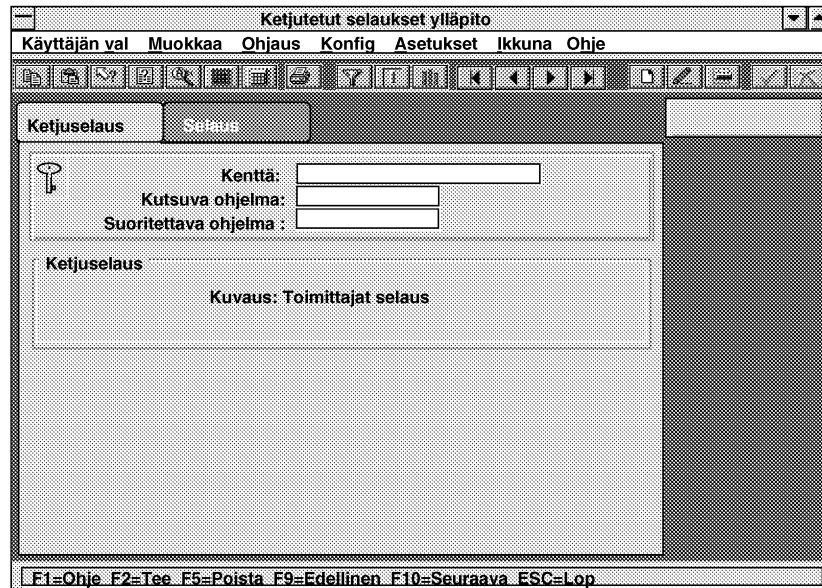 Ketjutetut selaukset ylläpito
Käyttäjän val Muokkaa Ohjaus Konfig Asetukset Ikkuna Ohje
Ketjuselaus Selaus
Kenttä:
Kutsuva ohjelma:
Suoritettava ohjelma :
Ketjuselaus
Kuvaus: Toimittajat selaus
F1=Ohje F2=Tee F5=Poista F9=Edellinen F10=Seuraava ESC=Lop